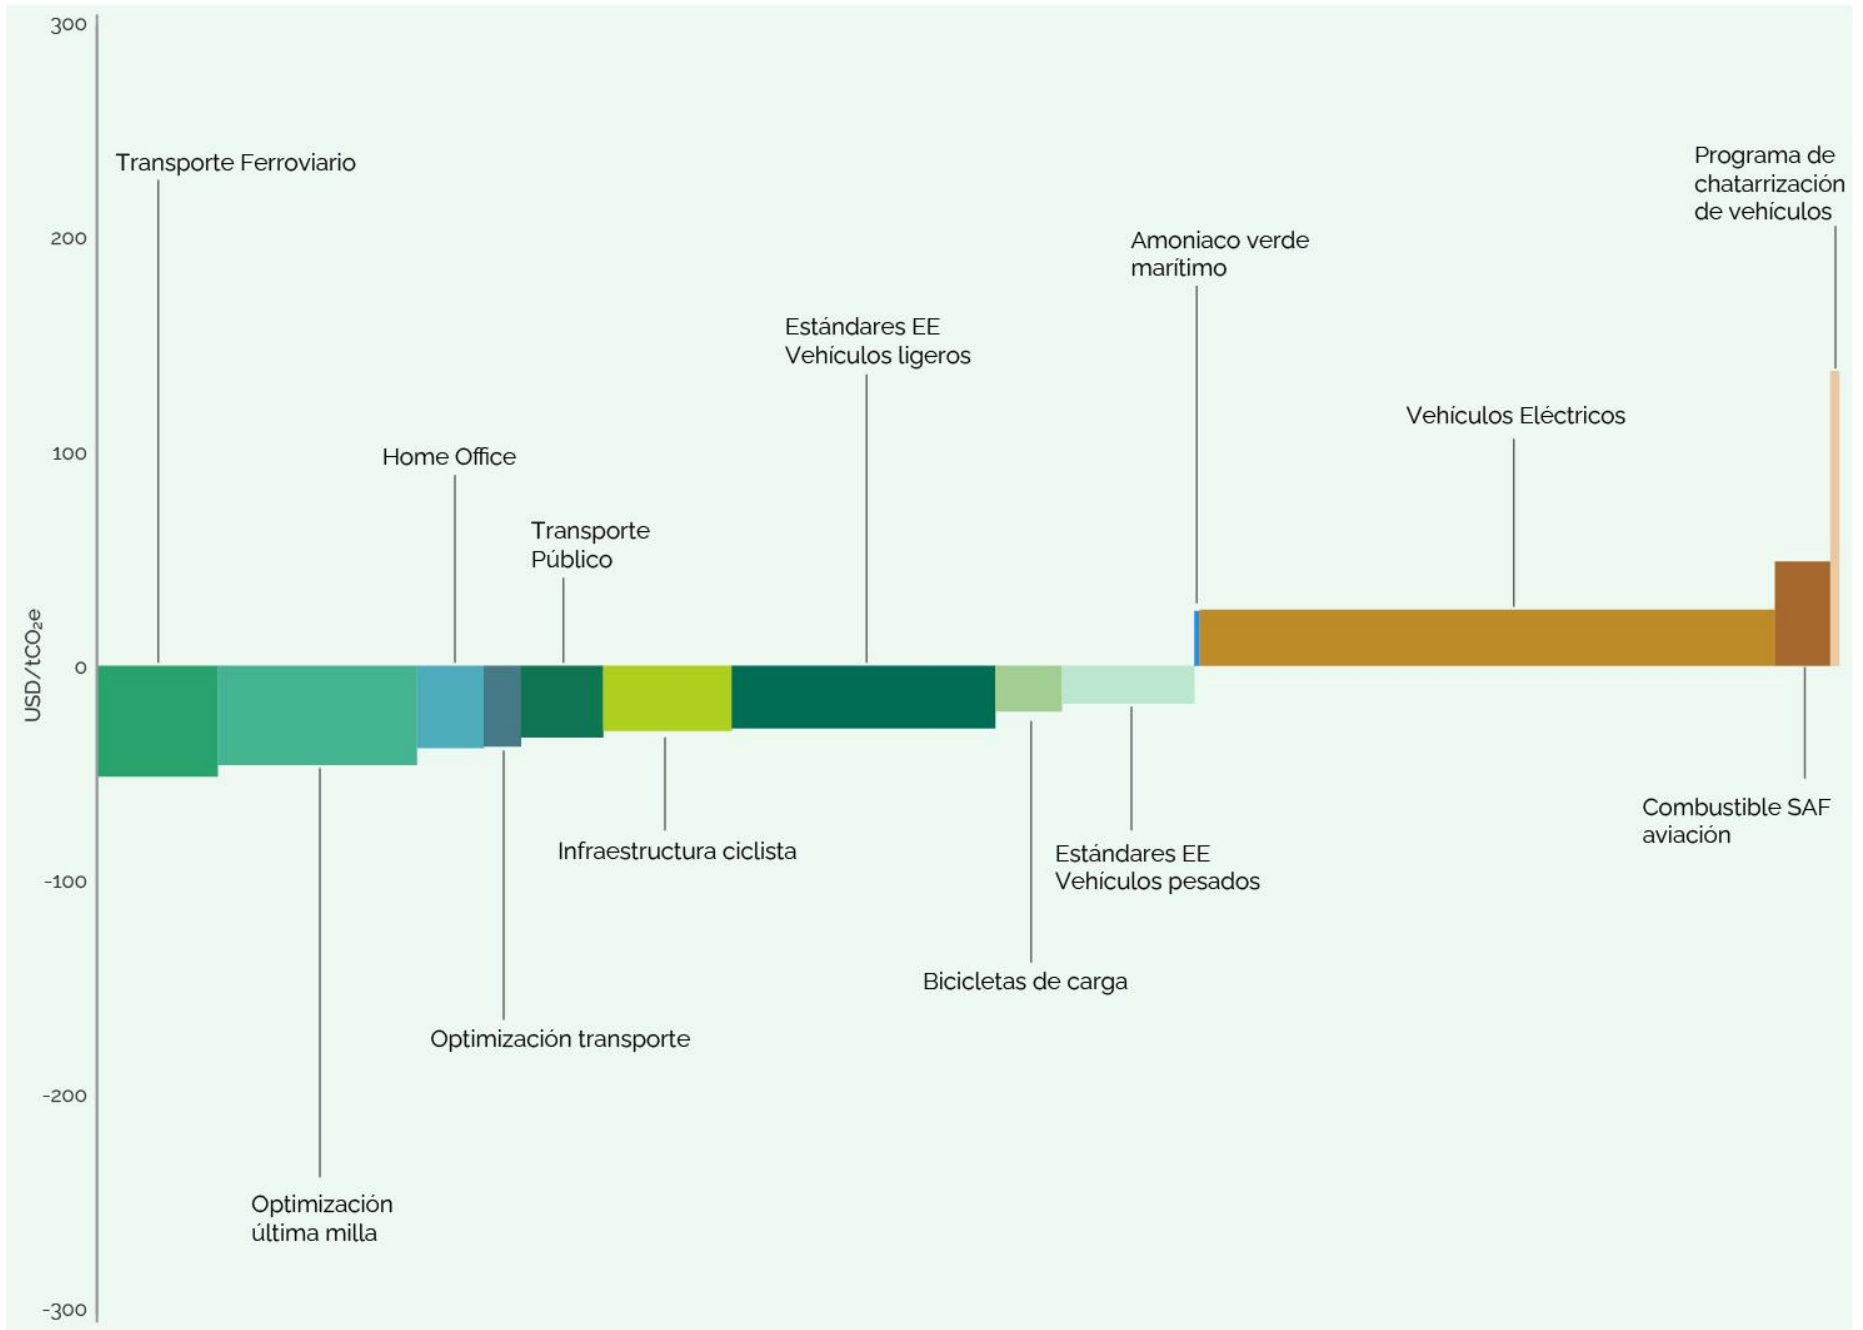 300
Transporte Ferroviario
Programa de
chatarrización
de vehículos
200
Amoniaco verde
marítimo
Estándares EE
Vehículos ligeros
Vehículos Eléctricos
100
Home Office
Transporte
Público
USD/tCO₂e
0
Combustible SAF
aviación
Infraestructura ciclista
Estándares EE
Vehículos pesados
-100
Bicicletas de carga
Optimización transporte
-200
Optimización
última milla
-300